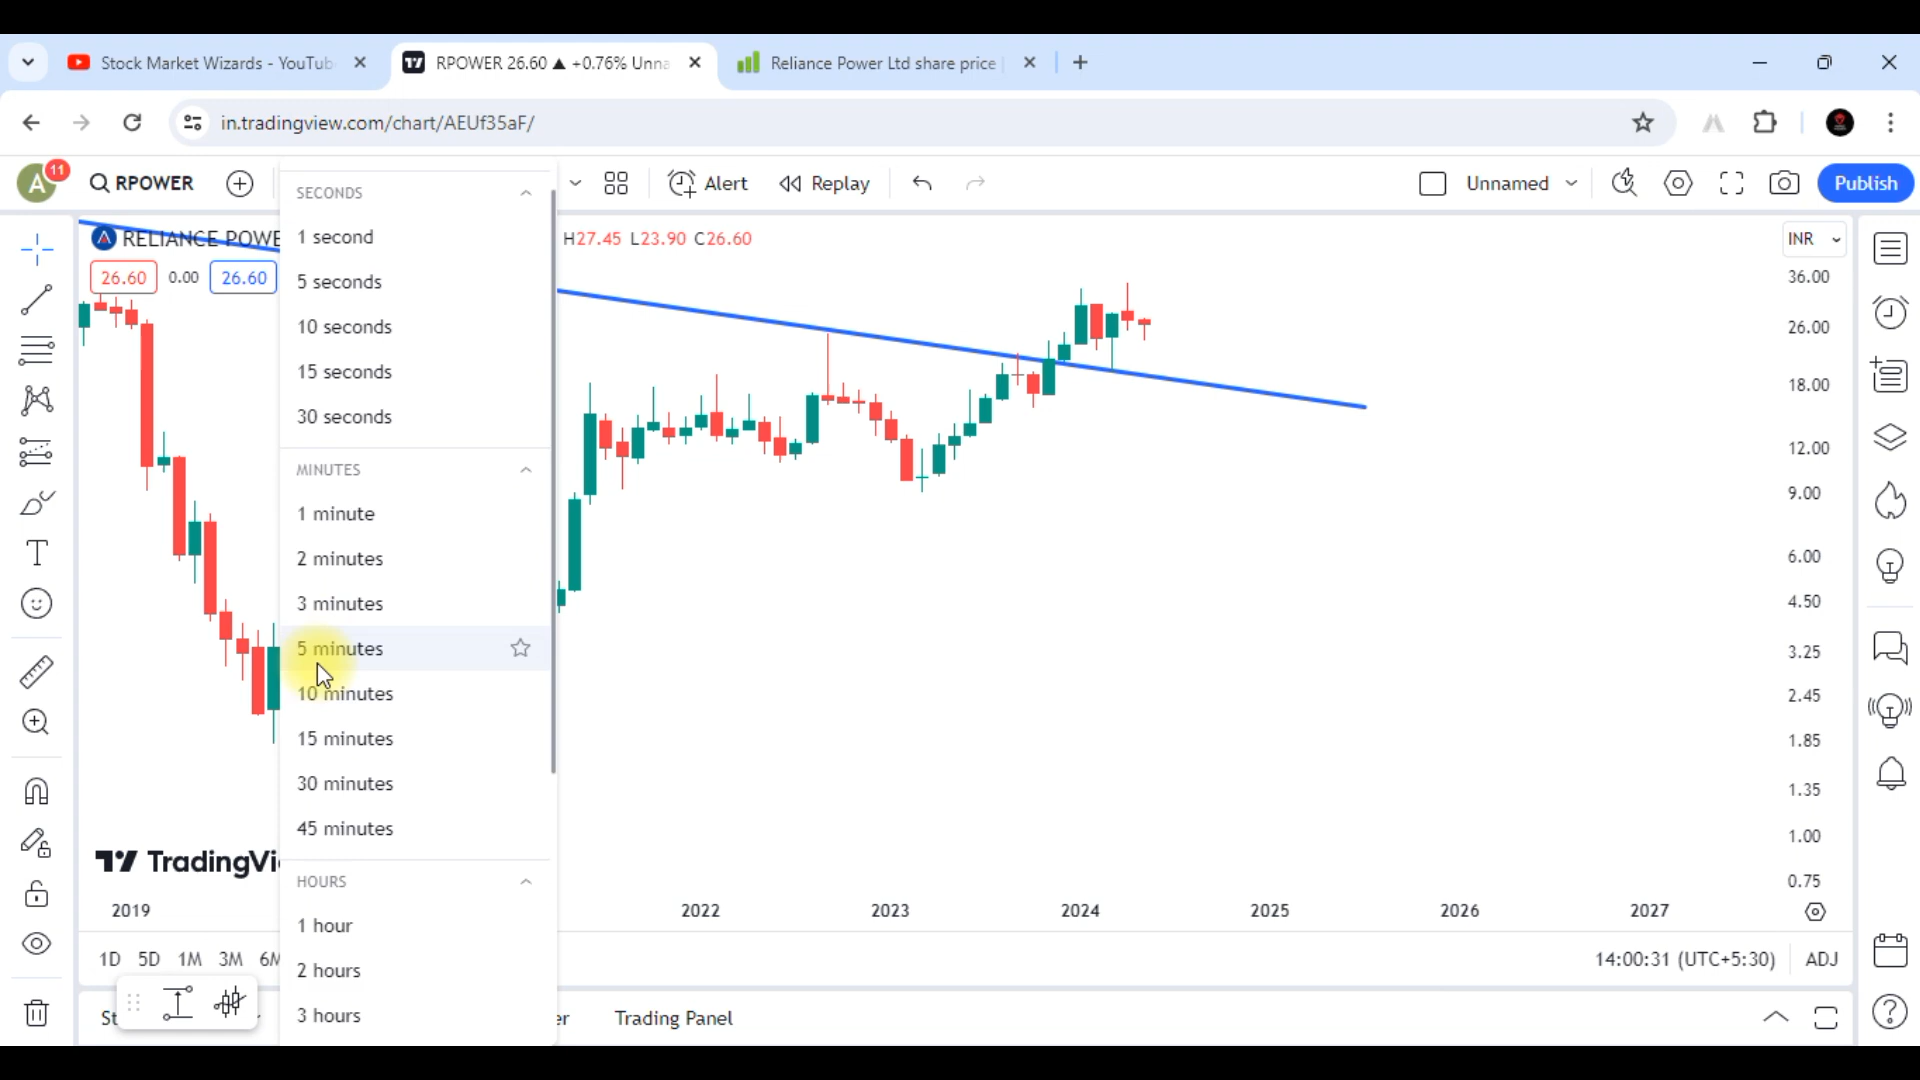 Stock Market Wizards - YouTub
RPOWER 26.60 ▲ +0.76% Unna
Reliance Power Ltd share price
in.tradingview.com/chart/AEUf35aF/
A 11
RPOWER
Alert
Replay
Unnamed
Publish
RELIANCE POWE
H27.45 L23.90 C26.60
INR
26.60 0.00 26.60
SECONDS
1 second
5 seconds
10 seconds
15 seconds
30 seconds
MINUTES
1 minute
2 minutes
3 minutes
5 minutes
10 minutes
15 minutes
30 minutes
45 minutes
HOURS
1 hour
2 hours
3 hours
36.00
26.00
18.00
12.00
9.00
6.00
4.50
3.25
2.45
1.85
1.35
1.00
0.75
TradingVi
2019 2022 2023 2024 2025 2026 2027
1D 5D 1M 3M 6M
14:00:31 (UTC+5:30) ADJ
St er Trading Panel